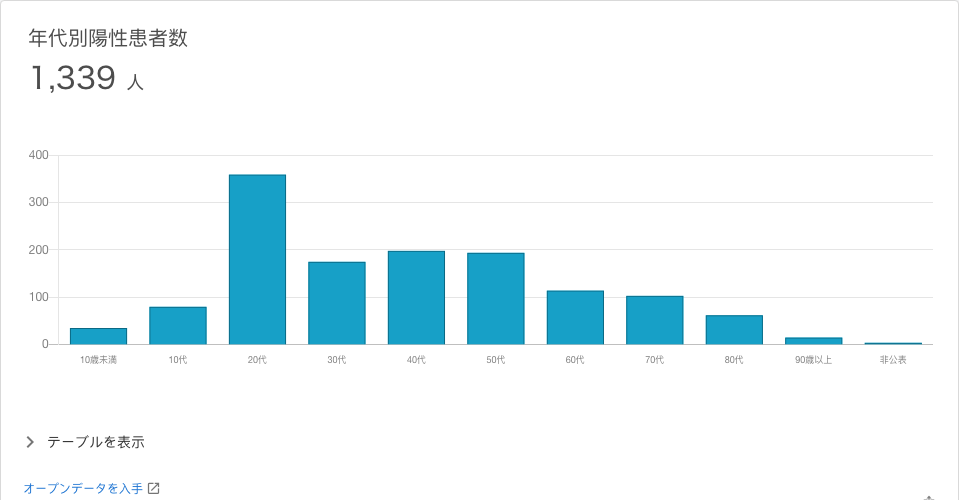 年代別陽性患者数
1,339 人
400
300
200
100
0
10歳未満 10代 20代 30代 40代 50代 60代 70代 80代 90歳以上 非公表
テーブルを表示
オープンデータを入手